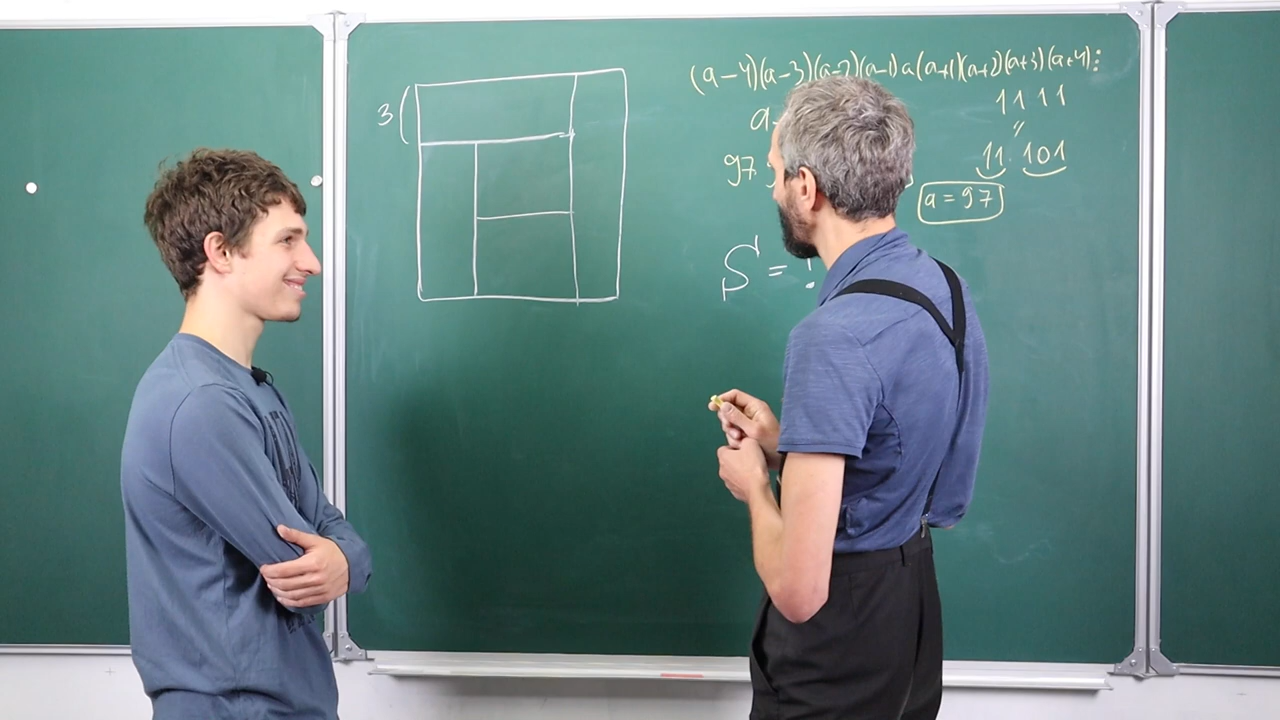 3
(a-4)(a-3)(a-2)(a-1)a(a+1)(a+2)(a+3)(a+4):
1111
a-
"
97.
11.101
a=97
S=?